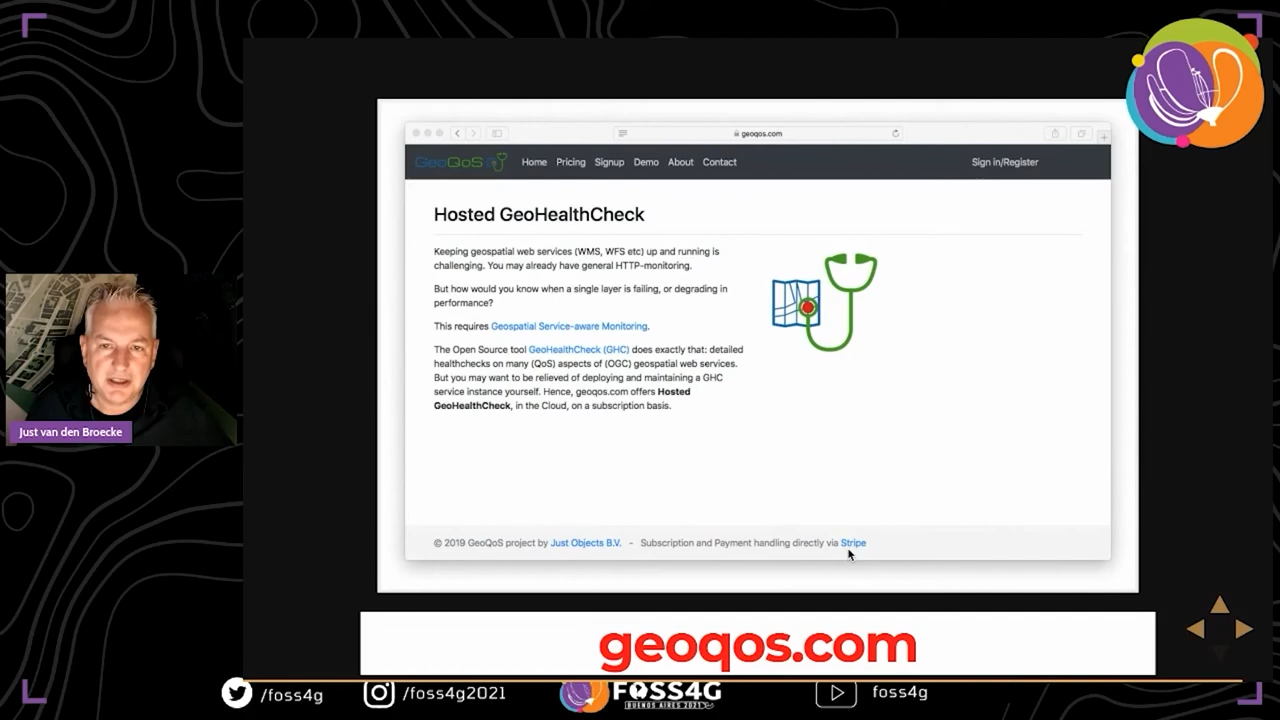 geoqos.com
GeoQoS
Home Pricing Signup Demo About Contact Sign in/Register
Hosted GeoHealthCheck
Keeping geospatial web services (WMS, WFS etc) up and running is
challenging. You may already have general HTTP-monitoring.
But how would you know when a single layer is failing, or degrading in
performance?
This requires Geospatial Service-aware Monitoring.
The Open Source tool GeoHealthCheck (GHC) does exactly that: detailed
healthchecks on many (QoS) aspects of (OGC) geospatial web services.
But you may want to be relieved of deploying and maintaining a GHC
service instance yourself. Hence, geoqos.com offers Hosted
GeoHealthCheck, in the Cloud, on a subscription basis.
Just van den Broecke
© 2019 GeoQoS project by Just Objects B.V. - Subscription and Payment handling directly via Stripe
geoqos.com
/foss4g /foss4g2021 FOSS4G foss4g
BUENOS AIRES 2021